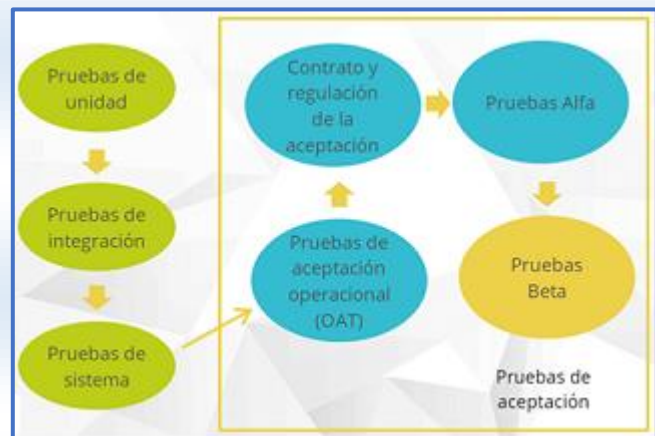 Pruebas de
unidad
Pruebas de
integración
Pruebas de
sistema
Pruebas de
aceptación
operacional
(OAT)
Contrato y
regulación
de la
aceptación
Pruebas Alfa
Pruebas
Beta
Pruebas de
aceptación